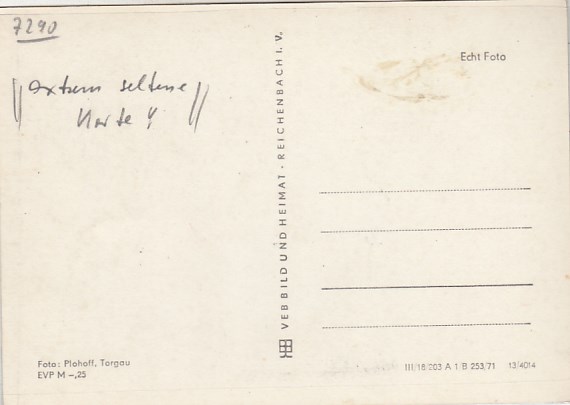 7290
extrem seltene
Karte !
VEB BILD UND HEIMAT · REICHENBACH I. V.
Echt Foto
Foto: Plohoff, Torgau
EVP M –,25
III/18/203 A 1/B 253/71 13/4014